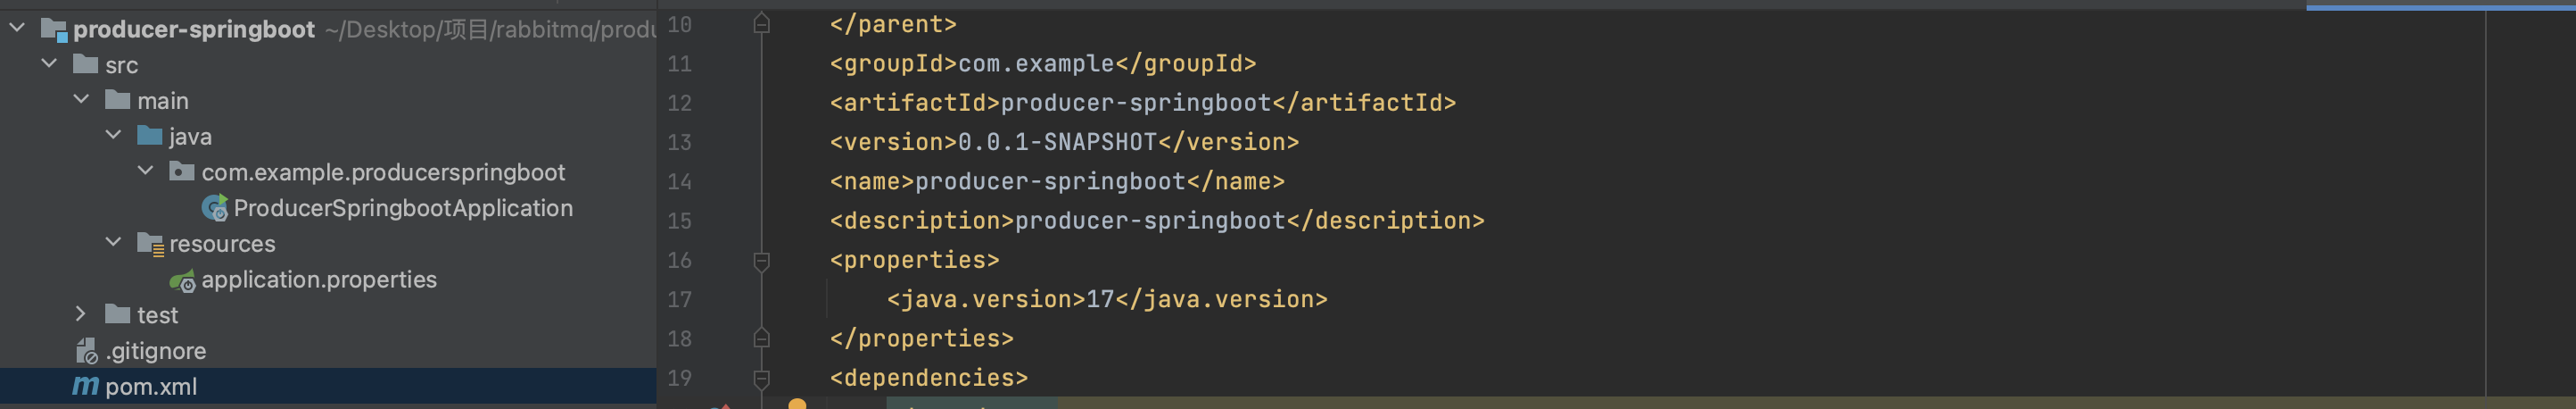 producer-springboot ~/Desktop/项目/rabbitmq/produ
src
main
java
com.example.producerspringboot
ProducerSpringbootApplication
resources
application.properties
test
.gitignore
pom.xml
10 </parent>
11 <groupId>com.example</groupId>
12 <artifactId>producer-springboot</artifactId>
13 <version>0.0.1-SNAPSHOT</version>
14 <name>producer-springboot</name>
15 <description>producer-springboot</description>
16 <properties>
17 <java.version>17</java.version>
18 </properties>
19 <dependencies>